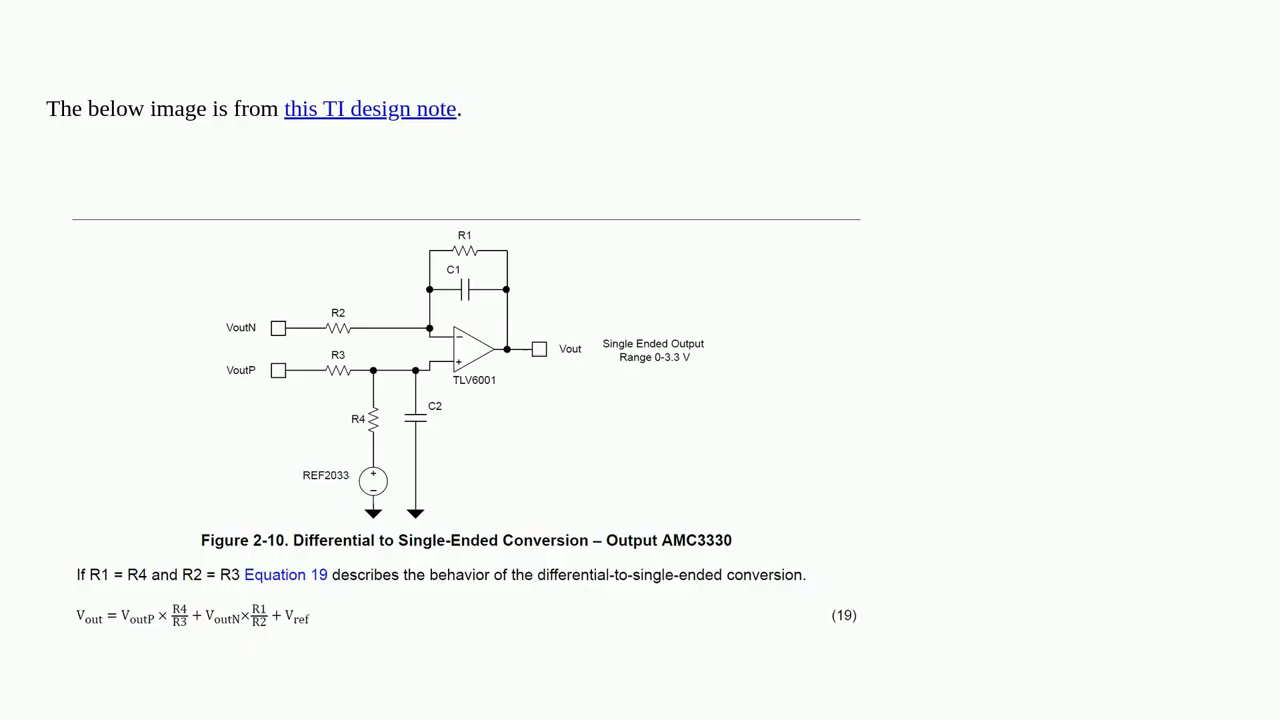 The below image is from this TI design note.
R1
C1
R2
VoutN
−
R3
VoutP
+
Vout
Single Ended Output
Range 0-3.3 V
TLV6001
R4
C2
REF2033
+
−
Figure 2-10. Differential to Single-Ended Conversion – Output AMC3330
If R1 = R4 and R2 = R3 Equation 19 describes the behavior of the differential-to-single-ended conversion.
Vout = VoutP × R4/R3 + VoutN×R1/R2 + Vref (19)